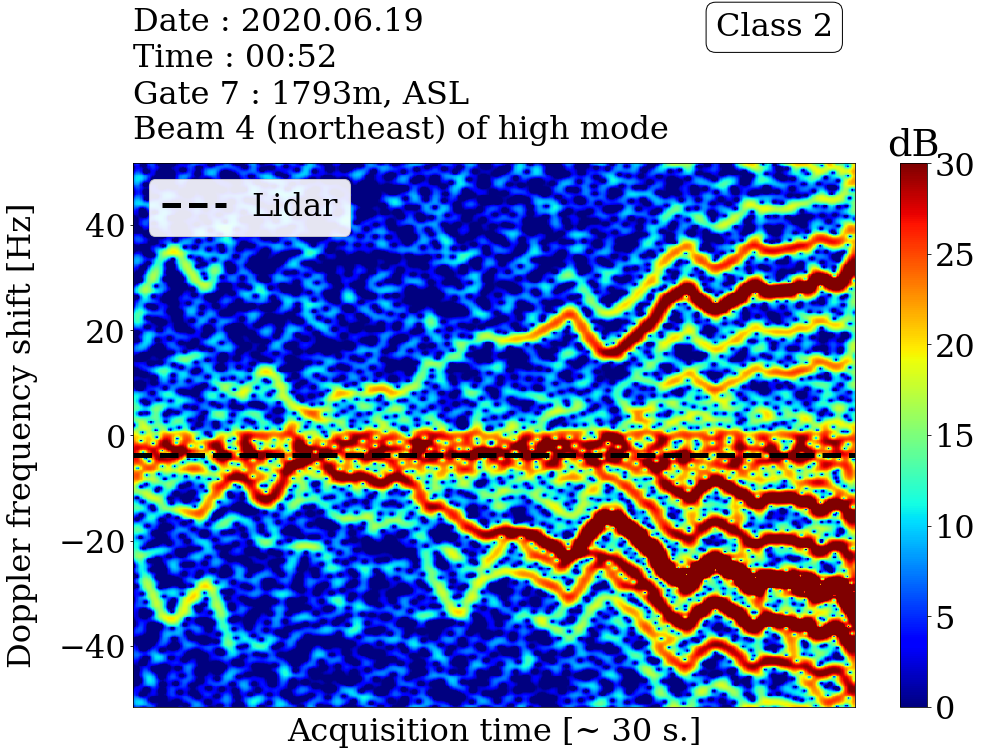 Date : 2020.06.19
Time : 00:52
Gate 7 : 1793m, ASL
Beam 4 (northeast) of high mode
Class 2
dB
Lidar
Doppler frequency shift [Hz]
40
20
0
−20
−40
Acquisition time [~ 30 s.]
30
25
20
15
10
5
0